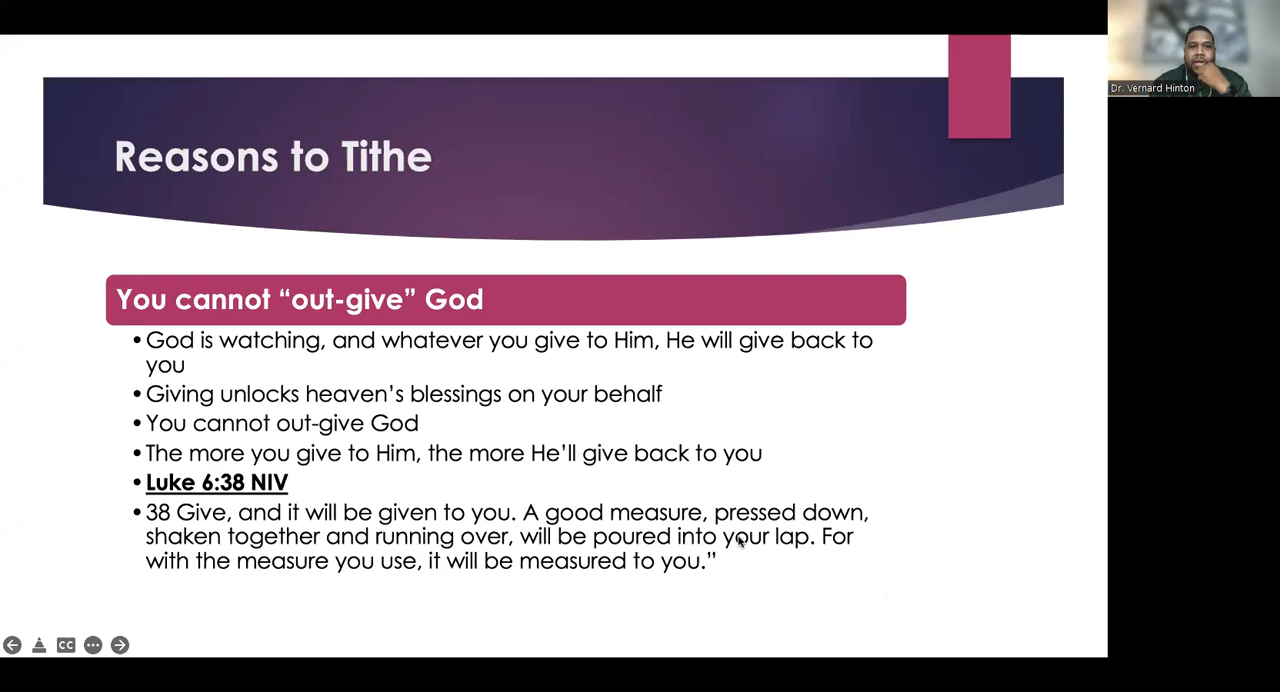 Reasons to Tithe
You cannot “out-give” God
•God is watching, and whatever you give to Him, He will give back to
you
•Giving unlocks heaven’s blessings on your behalf
•You cannot out-give God
•The more you give to Him, the more He’ll give back to you
•Luke 6:38 NIV
•38 Give, and it will be given to you. A good measure, pressed down,
shaken together and running over, will be poured into your lap. For
with the measure you use, it will be measured to you.”
CC
Dr. Vernard Hinton